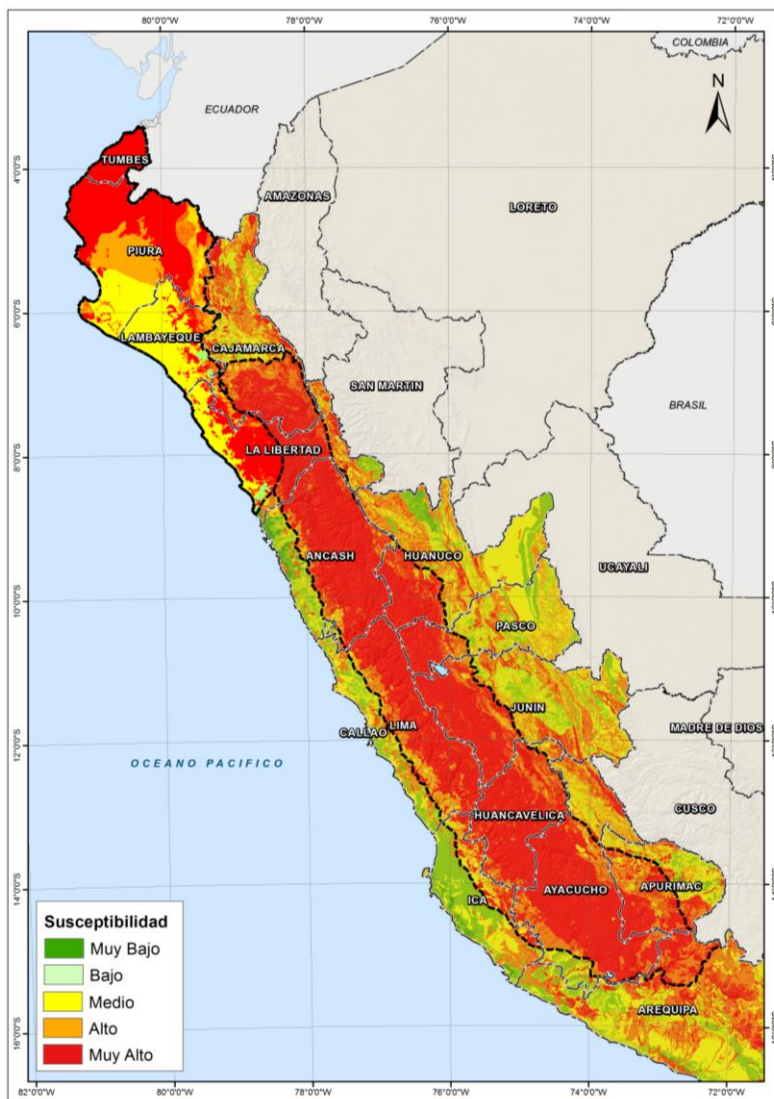 80°0'0"W 78°0'0"W 76°0'0"W 74°0'0"W 72°0'0"W
COLOMBIA
N
ECUADOR
TUMBES
4°0'0"S
AMAZONAS
LORETO
PIURA
6°0'0"S
LAMBAYEQUE
CAJAMARCA
SAN MARTIN
BRASIL
8°0'0"S
LA LIBERTAD
ANCASH
HUANUCO
UCAYALI
10°0'0"S
PASCO
JUNIN
CALLAO
LIMA
MADRE DE DIOS
12°0'0"S
OCEANO PACIFICO
CUSCO
HUANCAVELICA
14°0'0"S
AYACUCHO
APURIMAC
ICA
AREQUIPA
16°0'0"S
Susceptibilidad
Muy Bajo
Bajo
Medio
Alto
Muy Alto
82°0'0"W 80°0'0"W 78°0'0"W 76°0'0"W 74°0'0"W 72°0'0"W